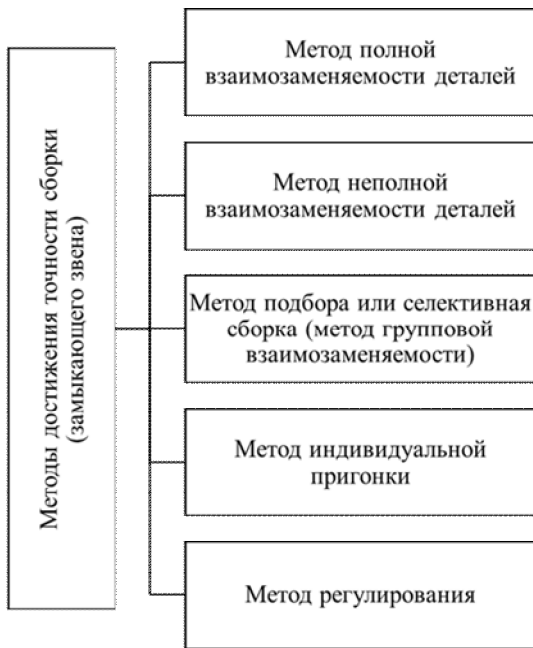 Методы достижения точности сборки
(замыкающего звена)
Метод полной
взаимозаменяемости деталей
Метод неполной
взаимозаменяемости деталей
Метод подбора или селективная
сборка (метод групповой
взаимозаменяемости)
Метод индивидуальной
пригонки
Метод регулирования